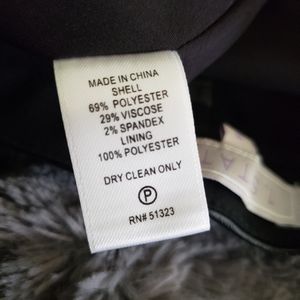 MADE IN CHINA
SHELL
69% POLYESTER
29% VISCOSE
2% SPANDEX
LINING
100% POLYESTER
DRY CLEAN ONLY
P
RN# 51323